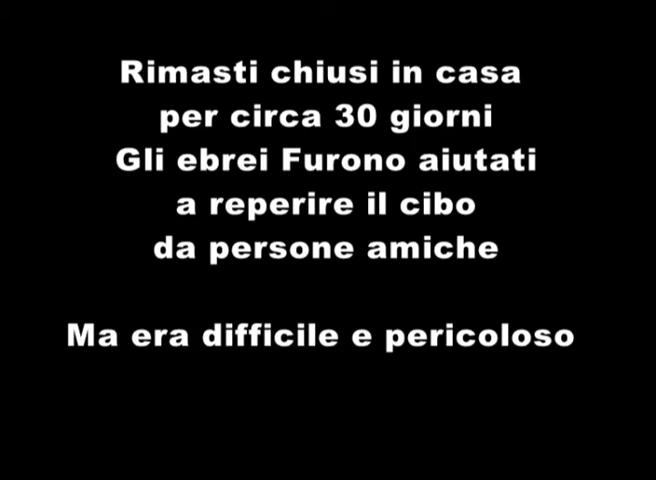 Rimasti chiusi in casa
per circa 30 giorni
Gli ebrei Furono aiutati
a reperire il cibo
da persone amiche
Ma era difficile e pericoloso